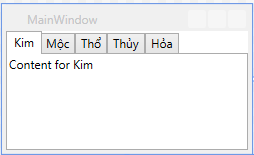 MainWindow
Kim Mộc Thổ Thủy Hỏa
Content for Kim